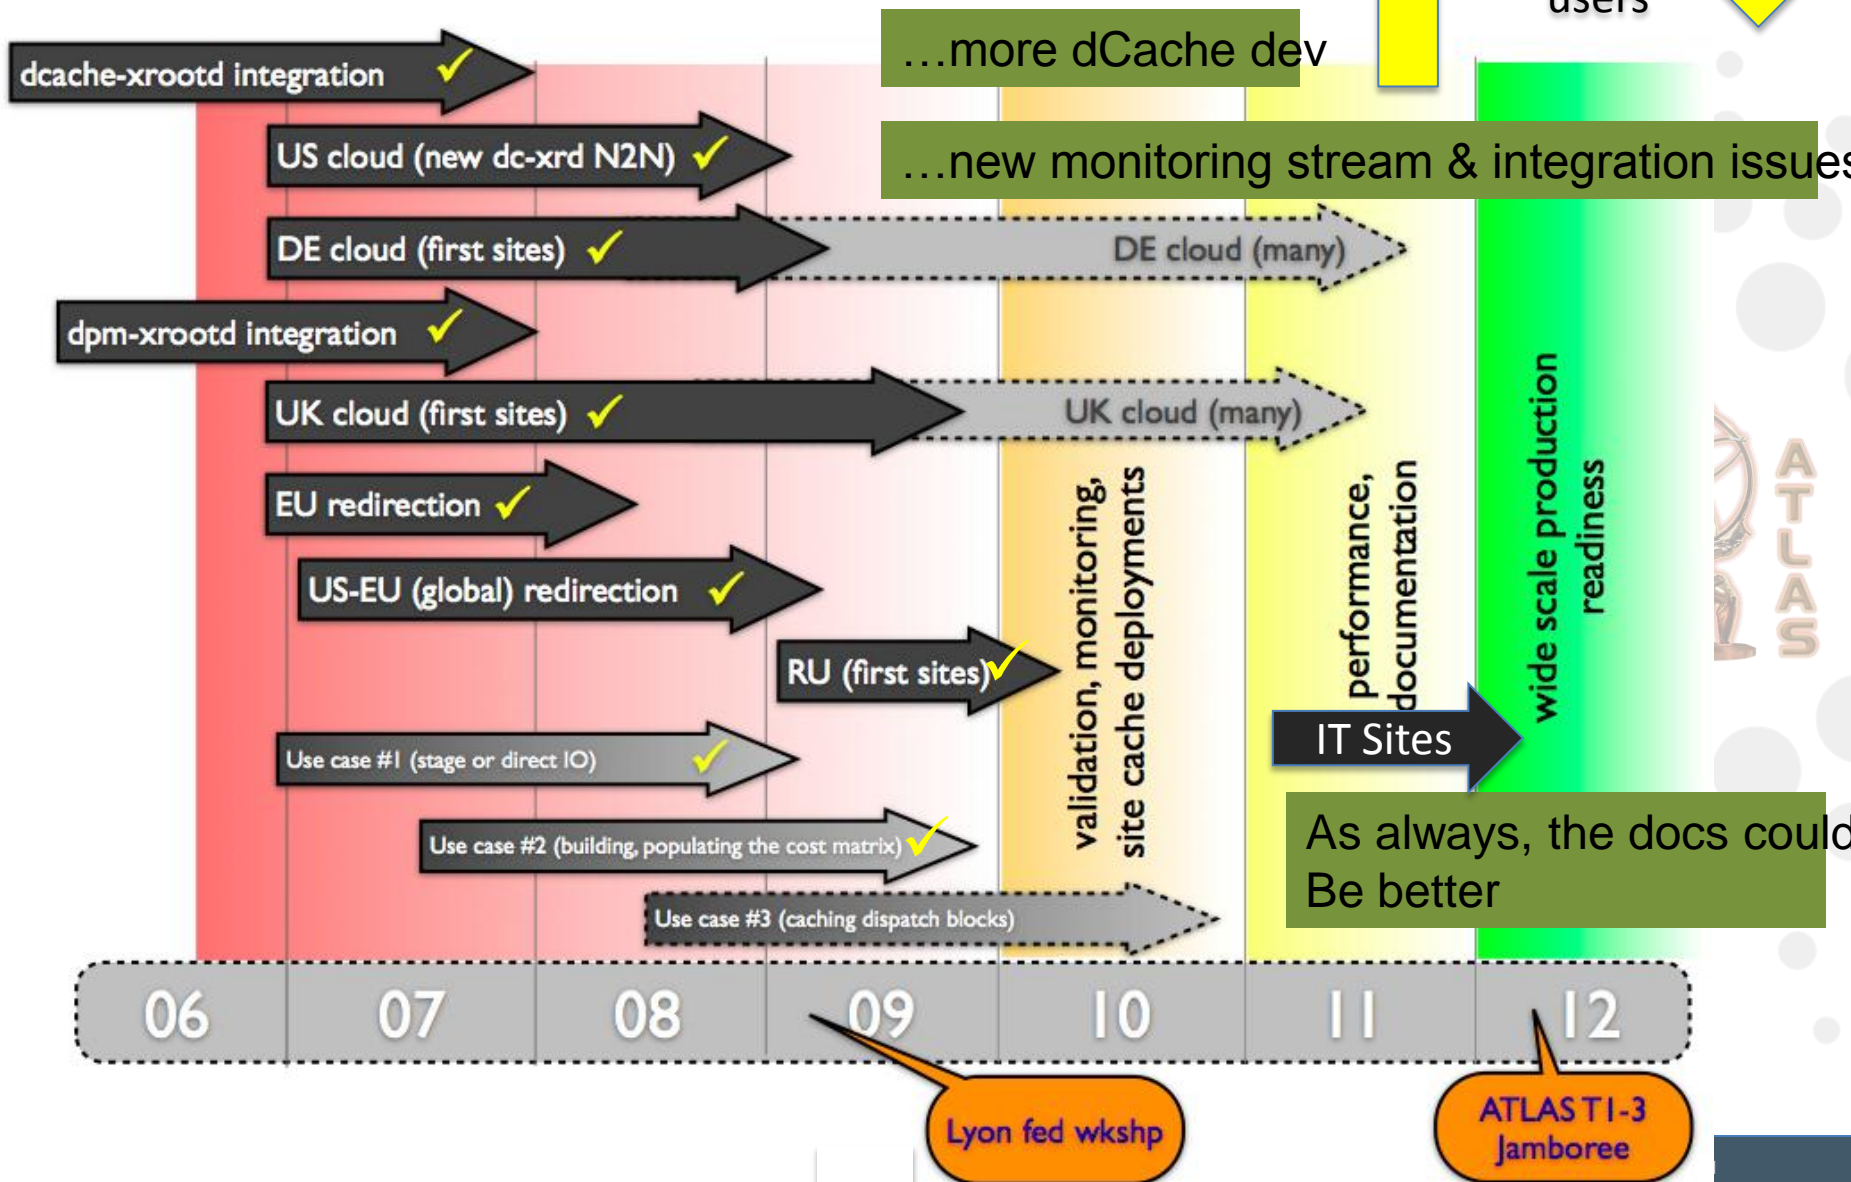 users
…more dCache dev
dcache-xrootd integration
US cloud (new dc-xrd N2N)
…new monitoring stream & integration issues
DE cloud (first sites)
DE cloud (many)
dpm-xrootd integration
UK cloud (first sites)
UK cloud (many)
EU redirection
US-EU (global) redirection
RU (first sites)
validation, monitoring,
site cache deployments
performance,
documentation
wide scale production
readiness
ATLAS
IT Sites
Use case #1 (stage or direct IO)
Use case #2 (building, populating the cost matrix)
As always, the docs could
Be better
Use case #3 (caching dispatch blocks)
06 07 08 09 10 11 12
Lyon fed wkshp
ATLAS T1-3
Jamboree